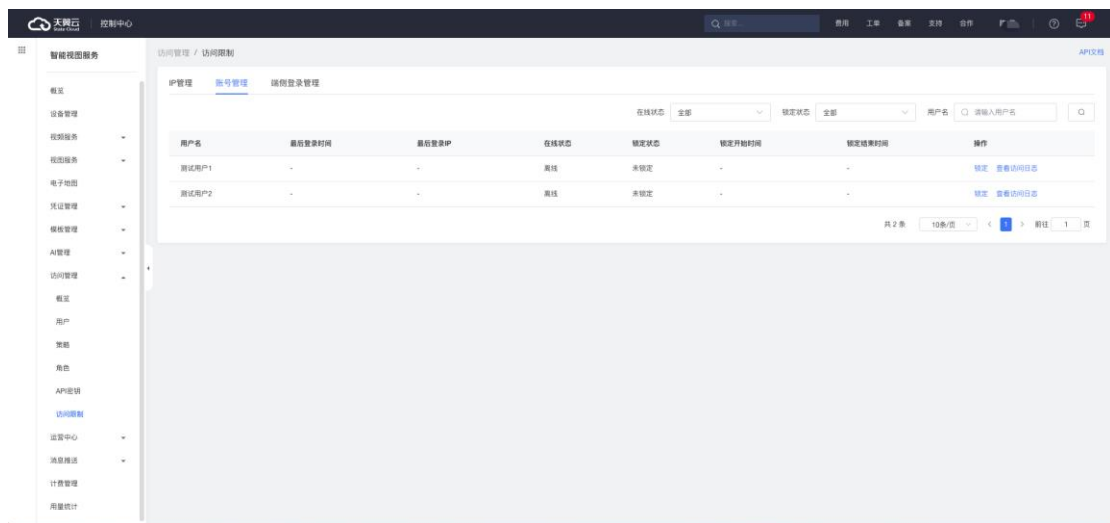 天翼云 控制中心 搜索... 费用 工单 备案 支持 合作 11
State Cloud
智能视图服务
访问管理 / 访问限制 API文档
概览
设备管理
视频服务
视图服务
电子地图
凭证管理
模板管理
AI管理
访问管理
概览
用户
策略
角色
API密钥
访问限制
运营中心
消息推送
计费管理
用量统计
IP管理 账号管理 端侧登录管理
在线状态 全部 锁定状态 全部 用户名 请输入用户名
用户名 最后登录时间 最后登录IP 在线状态 锁定状态 锁定开始时间 锁定结束时间 操作
测试用户1 - - 离线 未锁定 - - 锁定 查看访问日志
测试用户2 - - 离线 未锁定 - - 锁定 查看访问日志
共 2 条 10条/页 1 前往 1 页